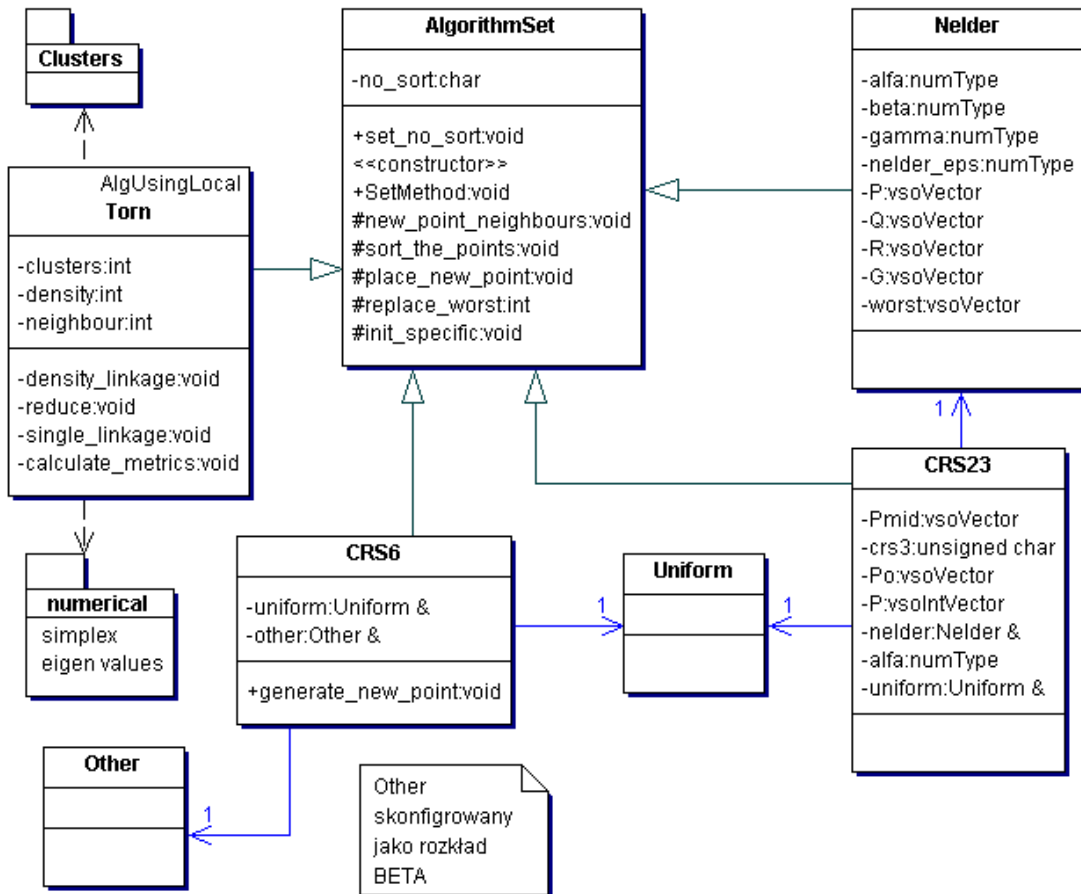 Clusters
AlgUsingLocal
Torn
-clusters:int
-density:int
-neighbour:int
-density_linkage:void
-reduce:void
-single_linkage:void
-calculate_metrics:void
numerical
simplex
eigen values
AlgorithmSet
-no_sort:char
+set_no_sort:void
<<constructor>>
+SetMethod:void
#new_point_neighbours:void
#sort_the_points:void
#place_new_point:void
#replace_worst:int
#init_specific:void
Nelder
-alfa:numType
-beta:numType
-gamma:numType
-nelder_eps:numType
-P:vsoVector
-Q:vsoVector
-R:vsoVector
-G:vsoVector
-worst:vsoVector
1
CRS23
-Pmid:vsoVector
-crs3:unsigned char
-Po:vsoVector
-P:vsoIntVector
-nelder:Nelder &
-alfa:numType
-uniform:Uniform &
CRS6
-uniform:Uniform &
-other:Other &
+generate_new_point:void
1
Uniform
1
Other
1
Other
skonfigrowany
jako rozkład
BETA